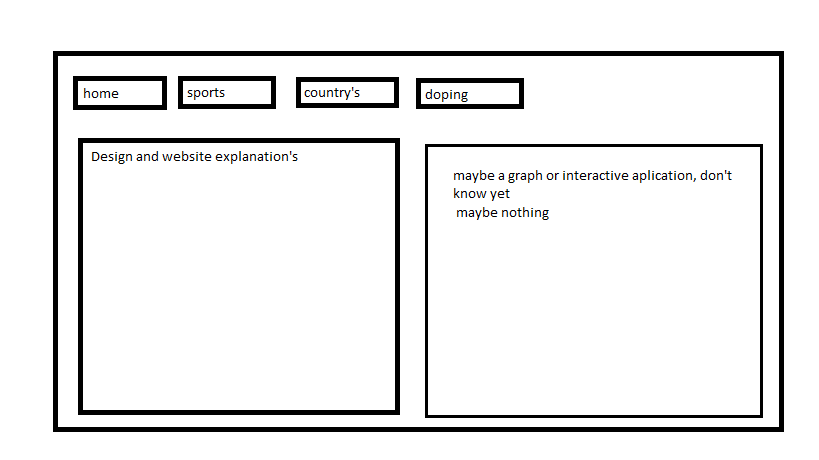 home
sports
country's
doping
Design and website explanation's
maybe a graph or interactive aplication, don't
know yet
maybe nothing